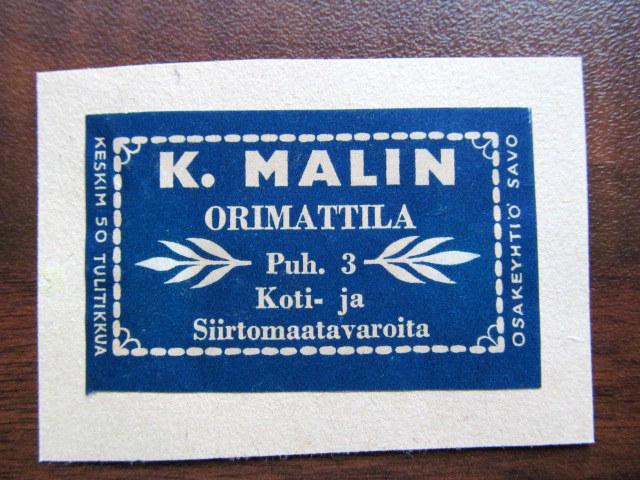 K. MALIN
ORIMATTILA
Puh. 3
Koti- ja
Siirtomaatavaroita
KESKIM 50 TULITIKKUA
OSAKEYHTIÖ SAVO